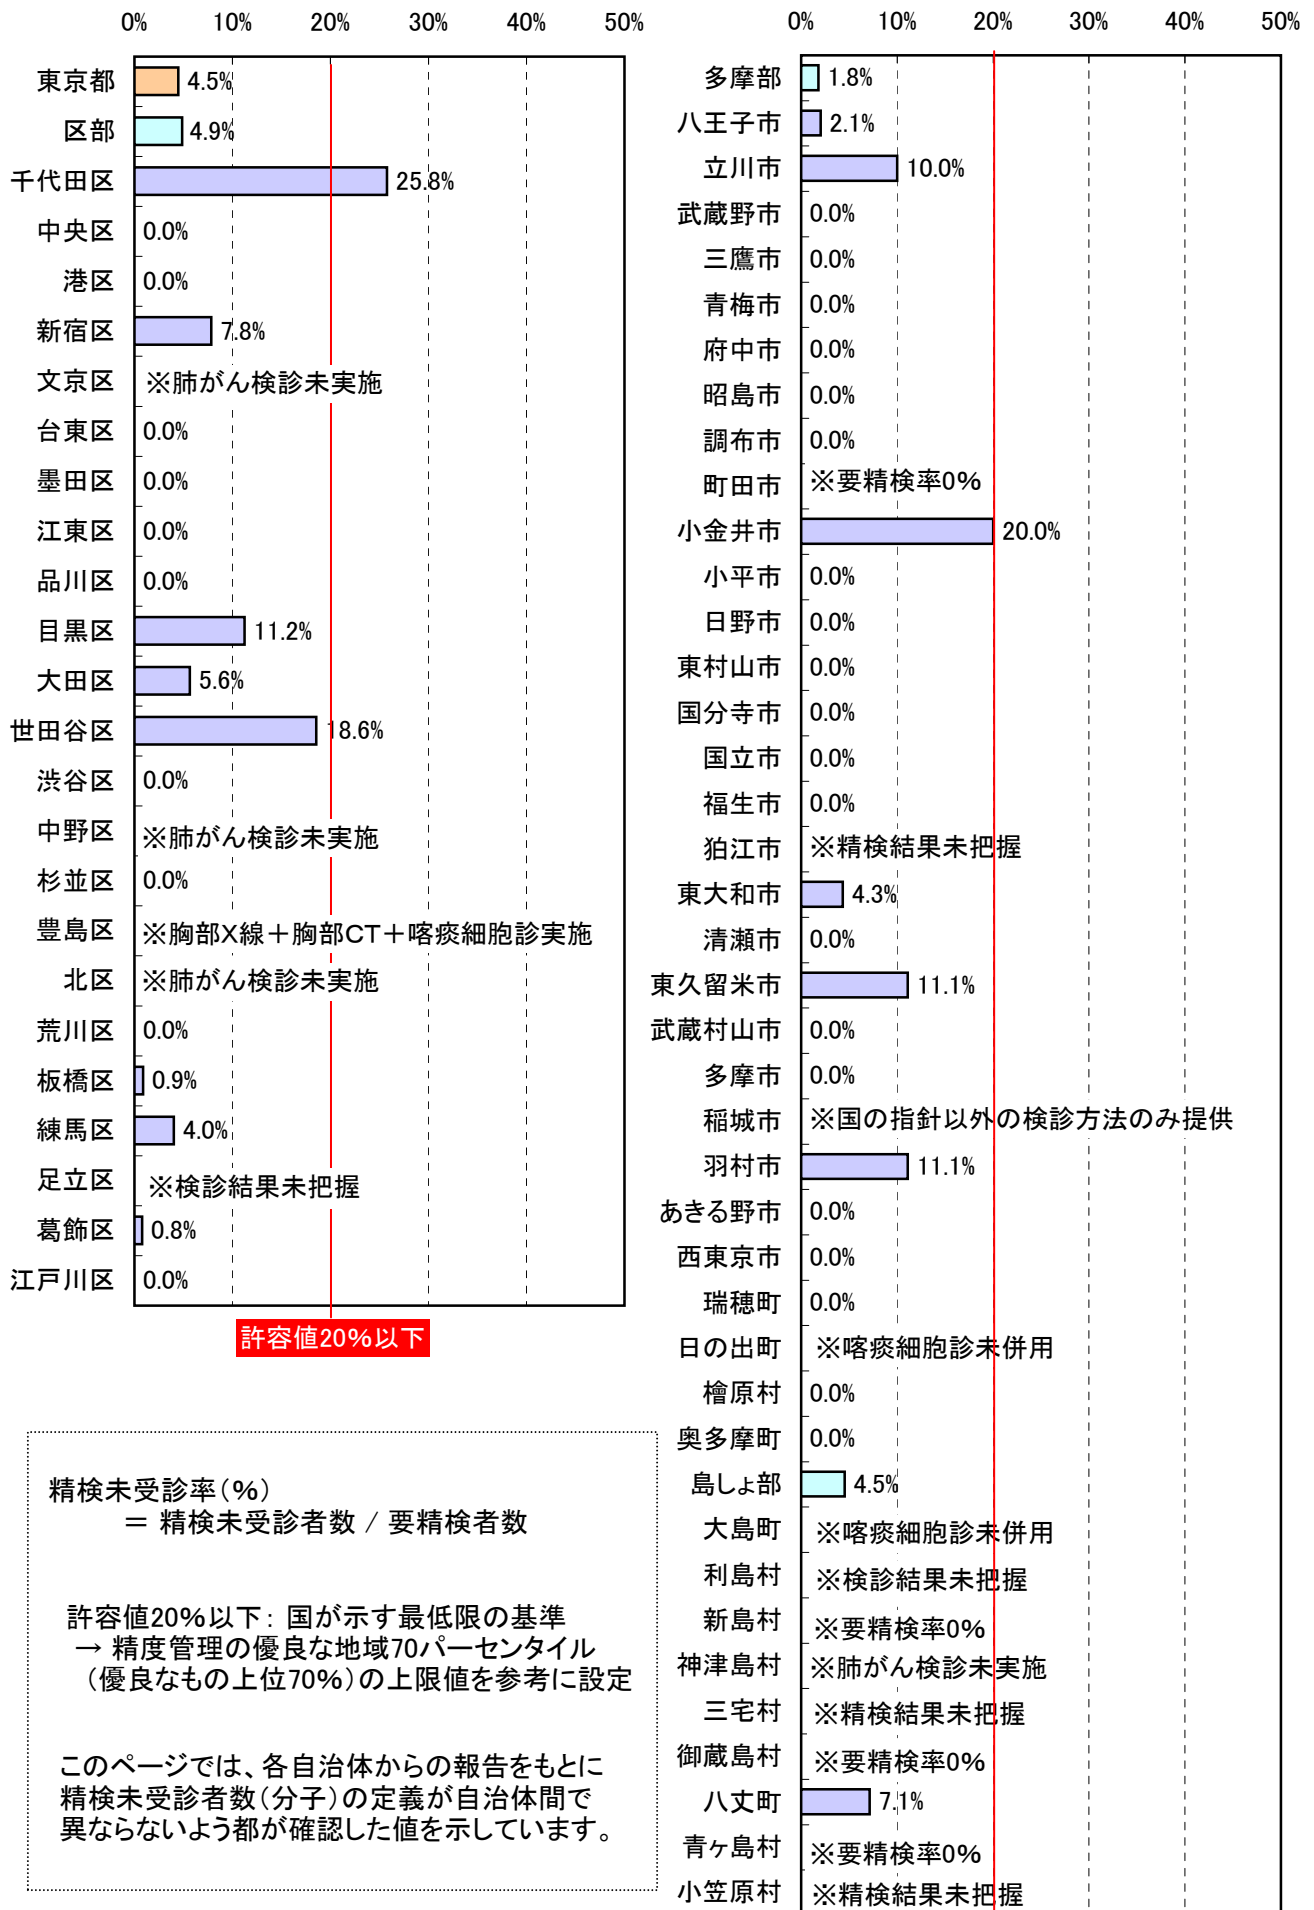 0% 10% 20% 30% 40% 50%
東京都 4.5%
区部 4.9%
千代田区 25.8%
中央区 0.0%
港区 0.0%
新宿区 7.8%
文京区 ※肺がん検診未実施
台東区 0.0%
墨田区 0.0%
江東区 0.0%
品川区 0.0%
目黒区 11.2%
大田区 5.6%
世田谷区 18.6%
渋谷区 0.0%
中野区 ※肺がん検診未実施
杉並区 0.0%
豊島区 ※胸部X線＋胸部CT＋喀痰細胞診実施
北区 ※肺がん検診未実施
荒川区 0.0%
板橋区 0.9%
練馬区 4.0%
足立区 ※検診結果未把握
葛飾区 0.8%
江戸川区 0.0%
許容値20%以下
精検未受診率（%）
＝ 精検未受診者数 / 要精検者数
許容値20%以下： 国が示す最低限の基準
→ 精度管理の優良な地域70パーセンタイル
（優良なもの上位70%）の上限値を参考に設定
このページでは、各自治体からの報告をもとに
精検未受診者数（分子）の定義が自治体間で
異ならないよう都が確認した値を示しています。
0% 10% 20% 30% 40% 50%
多摩部 1.8%
八王子市 2.1%
立川市 10.0%
武蔵野市 0.0%
三鷹市 0.0%
青梅市 0.0%
府中市 0.0%
昭島市 0.0%
調布市 0.0%
町田市 ※要精検率0%
小金井市 20.0%
小平市 0.0%
日野市 0.0%
東村山市 0.0%
国分寺市 0.0%
国立市 0.0%
福生市 0.0%
狛江市 ※精検結果未把握
東大和市 4.3%
清瀬市 0.0%
東久留米市 11.1%
武蔵村山市 0.0%
多摩市 0.0%
稲城市 ※国の指針以外の検診方法のみ提供
羽村市 11.1%
あきる野市 0.0%
西東京市 0.0%
瑞穂町 0.0%
日の出町 ※喀痰細胞診未併用
檜原村 0.0%
奥多摩町 0.0%
島しょ部 4.5%
大島町 ※喀痰細胞診未併用
利島村 ※検診結果未把握
新島村 ※要精検率0%
神津島村 ※肺がん検診未実施
三宅村 ※精検結果未把握
御蔵島村 ※要精検率0%
八丈町 7.1%
青ヶ島村 ※要精検率0%
小笠原村 ※精検結果未把握